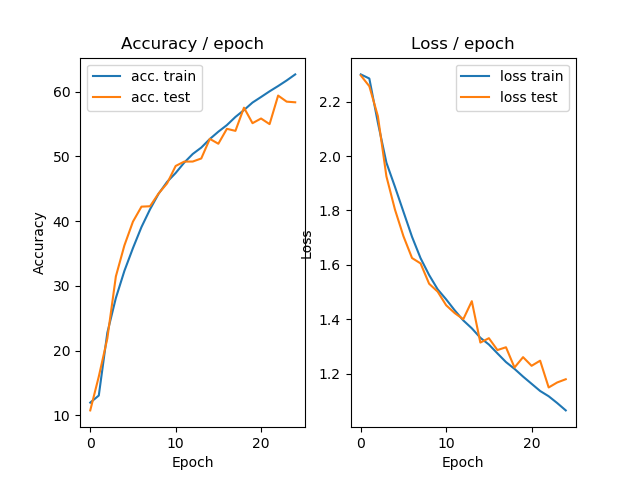 Accuracy / epoch
acc. train
acc. test
60
50
40
30
20
10
Accuracy
0
10
20
Epoch
Loss / epoch
loss train
loss test
2.2
2.0
1.8
1.6
1.4
1.2
Loss
0
10
20
Epoch